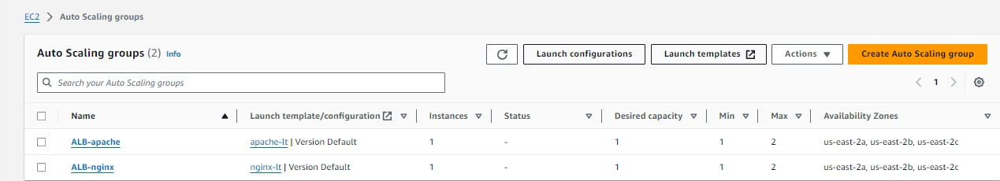 EC2 > Auto Scaling groups
Auto Scaling groups (2) Info
Launch configurations Launch templates Actions Create Auto Scaling group
Search your Auto Scaling groups
1
Name Launch template/configuration Instances Status Desired capacity Min Max Availability Zones
ALB-apache apache-lt | Version Default 1 - 1 1 2 us-east-2a, us-east-2b, us-east-2c
ALB-nginx nginx-lt | Version Default 1 - 1 1 2 us-east-2a, us-east-2b, us-east-2c